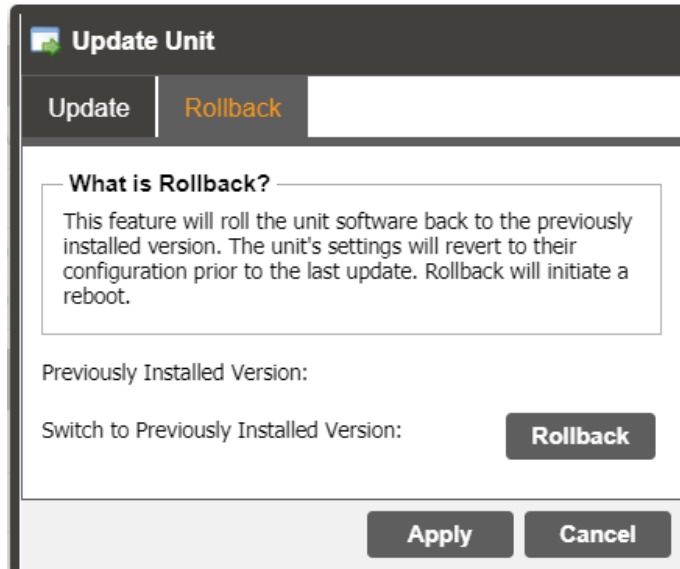 Update Unit
Update
Rollback
What is Rollback?
This feature will roll the unit software back to the previously
installed version. The unit's settings will revert to their
configuration prior to the last update. Rollback will initiate a
reboot.
Previously Installed Version:
Switch to Previously Installed Version:
Rollback
Apply
Cancel